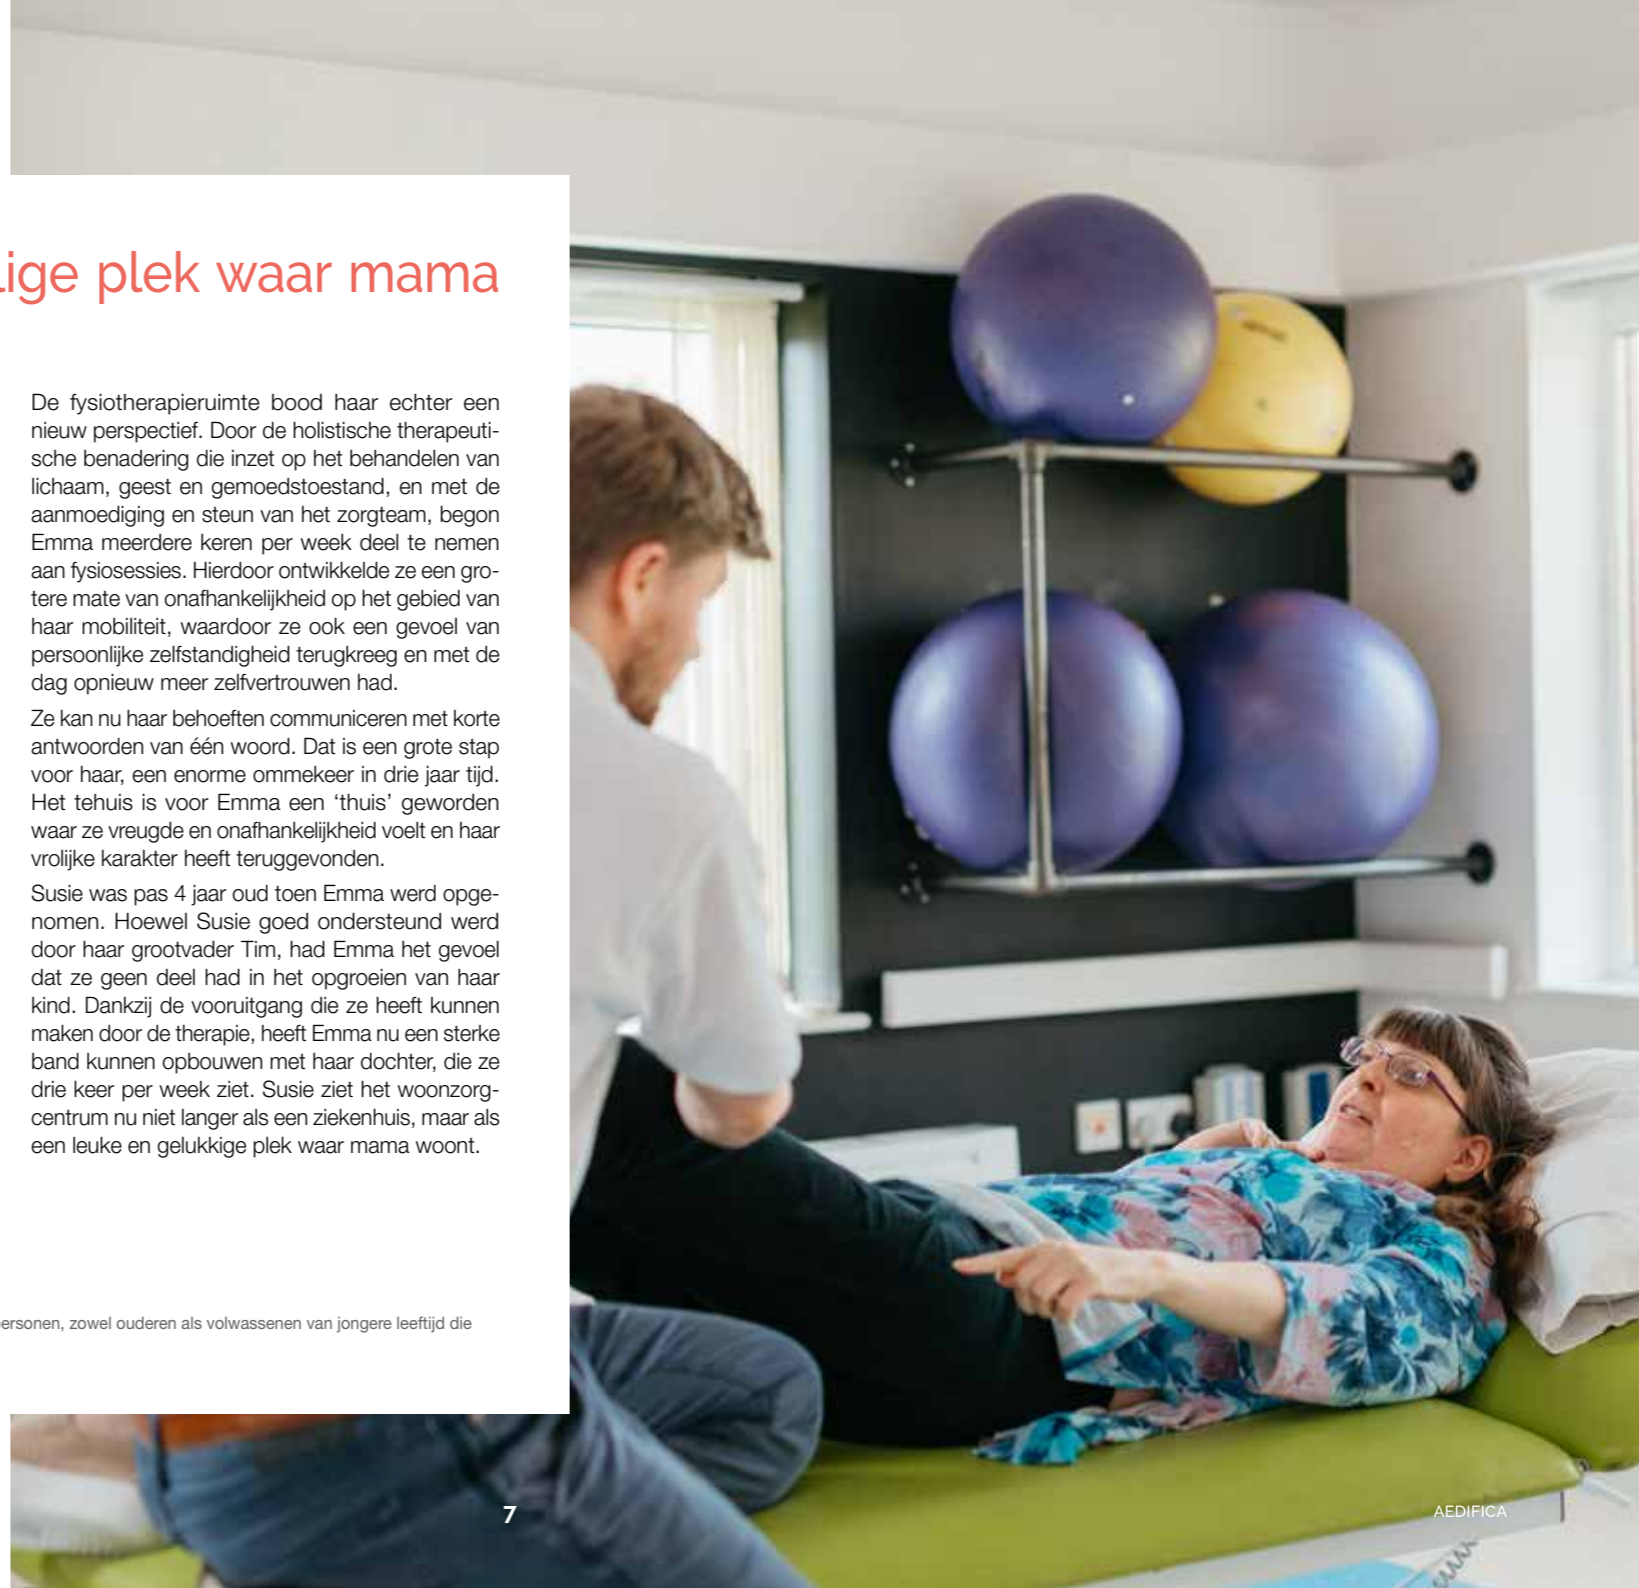 lige plek waar mama
De fysiotherapieruimte bood haar echter een
nieuw perspectief. Door de holistische therapeuti-
sche benadering die inzet op het behandelen van
lichaam, geest en gemoedstoestand, en met de
aanmoediging en steun van het zorgteam, begon
Emma meerdere keren per week deel te nemen
aan fysiosessies. Hierdoor ontwikkelde ze een gro-
tere mate van onafhankelijkheid op het gebied van
haar mobiliteit, waardoor ze ook een gevoel van
persoonlijke zelfstandigheid terugkreeg en met de
dag opnieuw meer zelfvertrouwen had.
Ze kan nu haar behoeften communiceren met korte
antwoorden van één woord. Dat is een grote stap
voor haar, een enorme ommekeer in drie jaar tijd.
Het tehuis is voor Emma een ‘thuis’ geworden
waar ze vreugde en onafhankelijkheid voelt en haar
vrolijke karakter heeft teruggevonden.
Susie was pas 4 jaar oud toen Emma werd opge-
nomen. Hoewel Susie goed ondersteund werd
door haar grootvader Tim, had Emma het gevoel
dat ze geen deel had in het opgroeien van haar
kind. Dankzij de vooruitgang die ze heeft kunnen
maken door de therapie, heeft Emma nu een sterke
band kunnen opbouwen met haar dochter, die ze
drie keer per week ziet. Susie ziet het woonzorg-
centrum nu niet langer als een ziekenhuis, maar als
een leuke en gelukkige plek waar mama woont.
ersonen, zowel ouderen als volwassenen van jongere leeftijd die
7
AEDIFICA